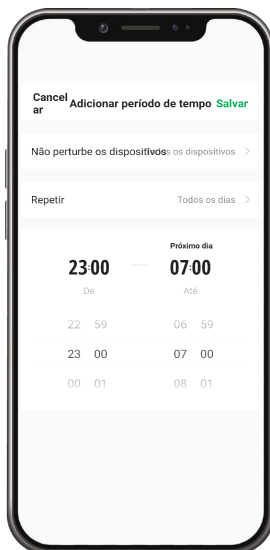 Cancel
ar
Adicionar período de tempo
Salvar
Não perturbe os dispositivos
Todos os dispositivos >
Repetir
Todos os dias >
Próximo dia
23:00 — 07:00
De
Até
22 59 06 59
23 00 07 00
00 01 08 01